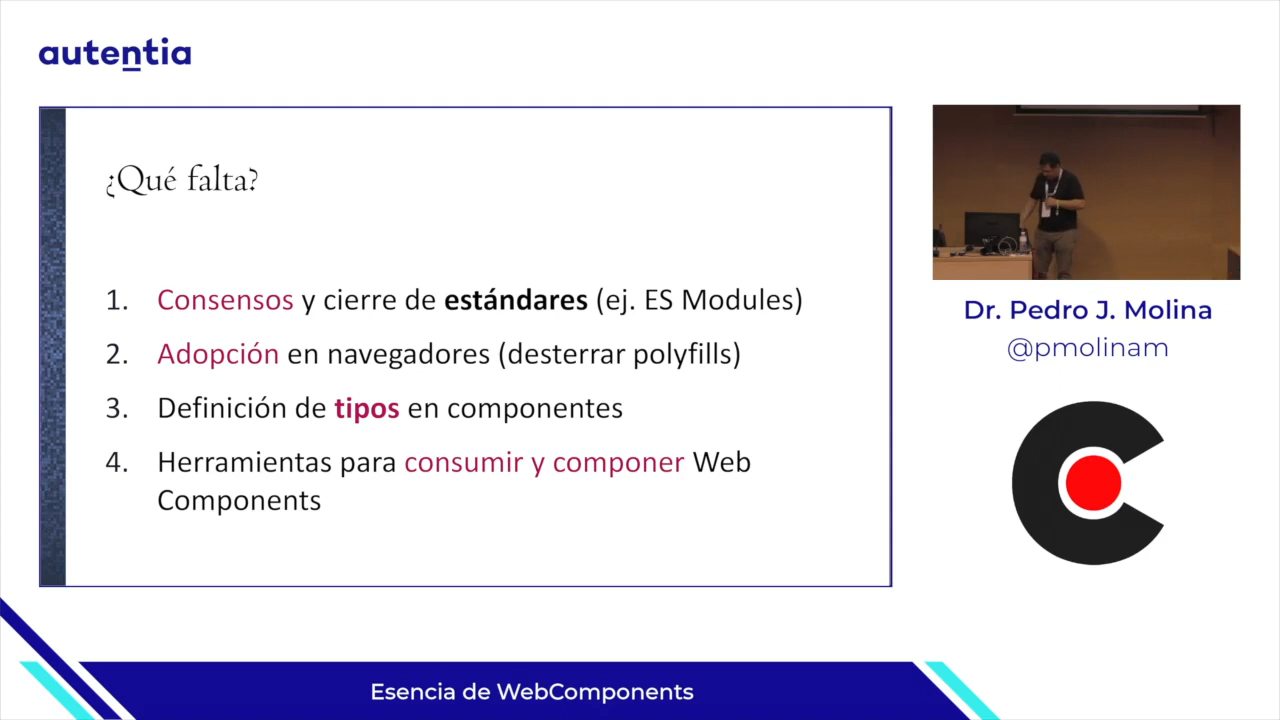 autentia
¿Qué falta?
1. Consensos y cierre de estándares (ej. ES Modules)
2. Adopción en navegadores (desterrar polyfills)
3. Definición de tipos en componentes
4. Herramientas para consumir y componer Web
Components
Dr. Pedro J. Molina
@pmolinam
Esencia de WebComponents